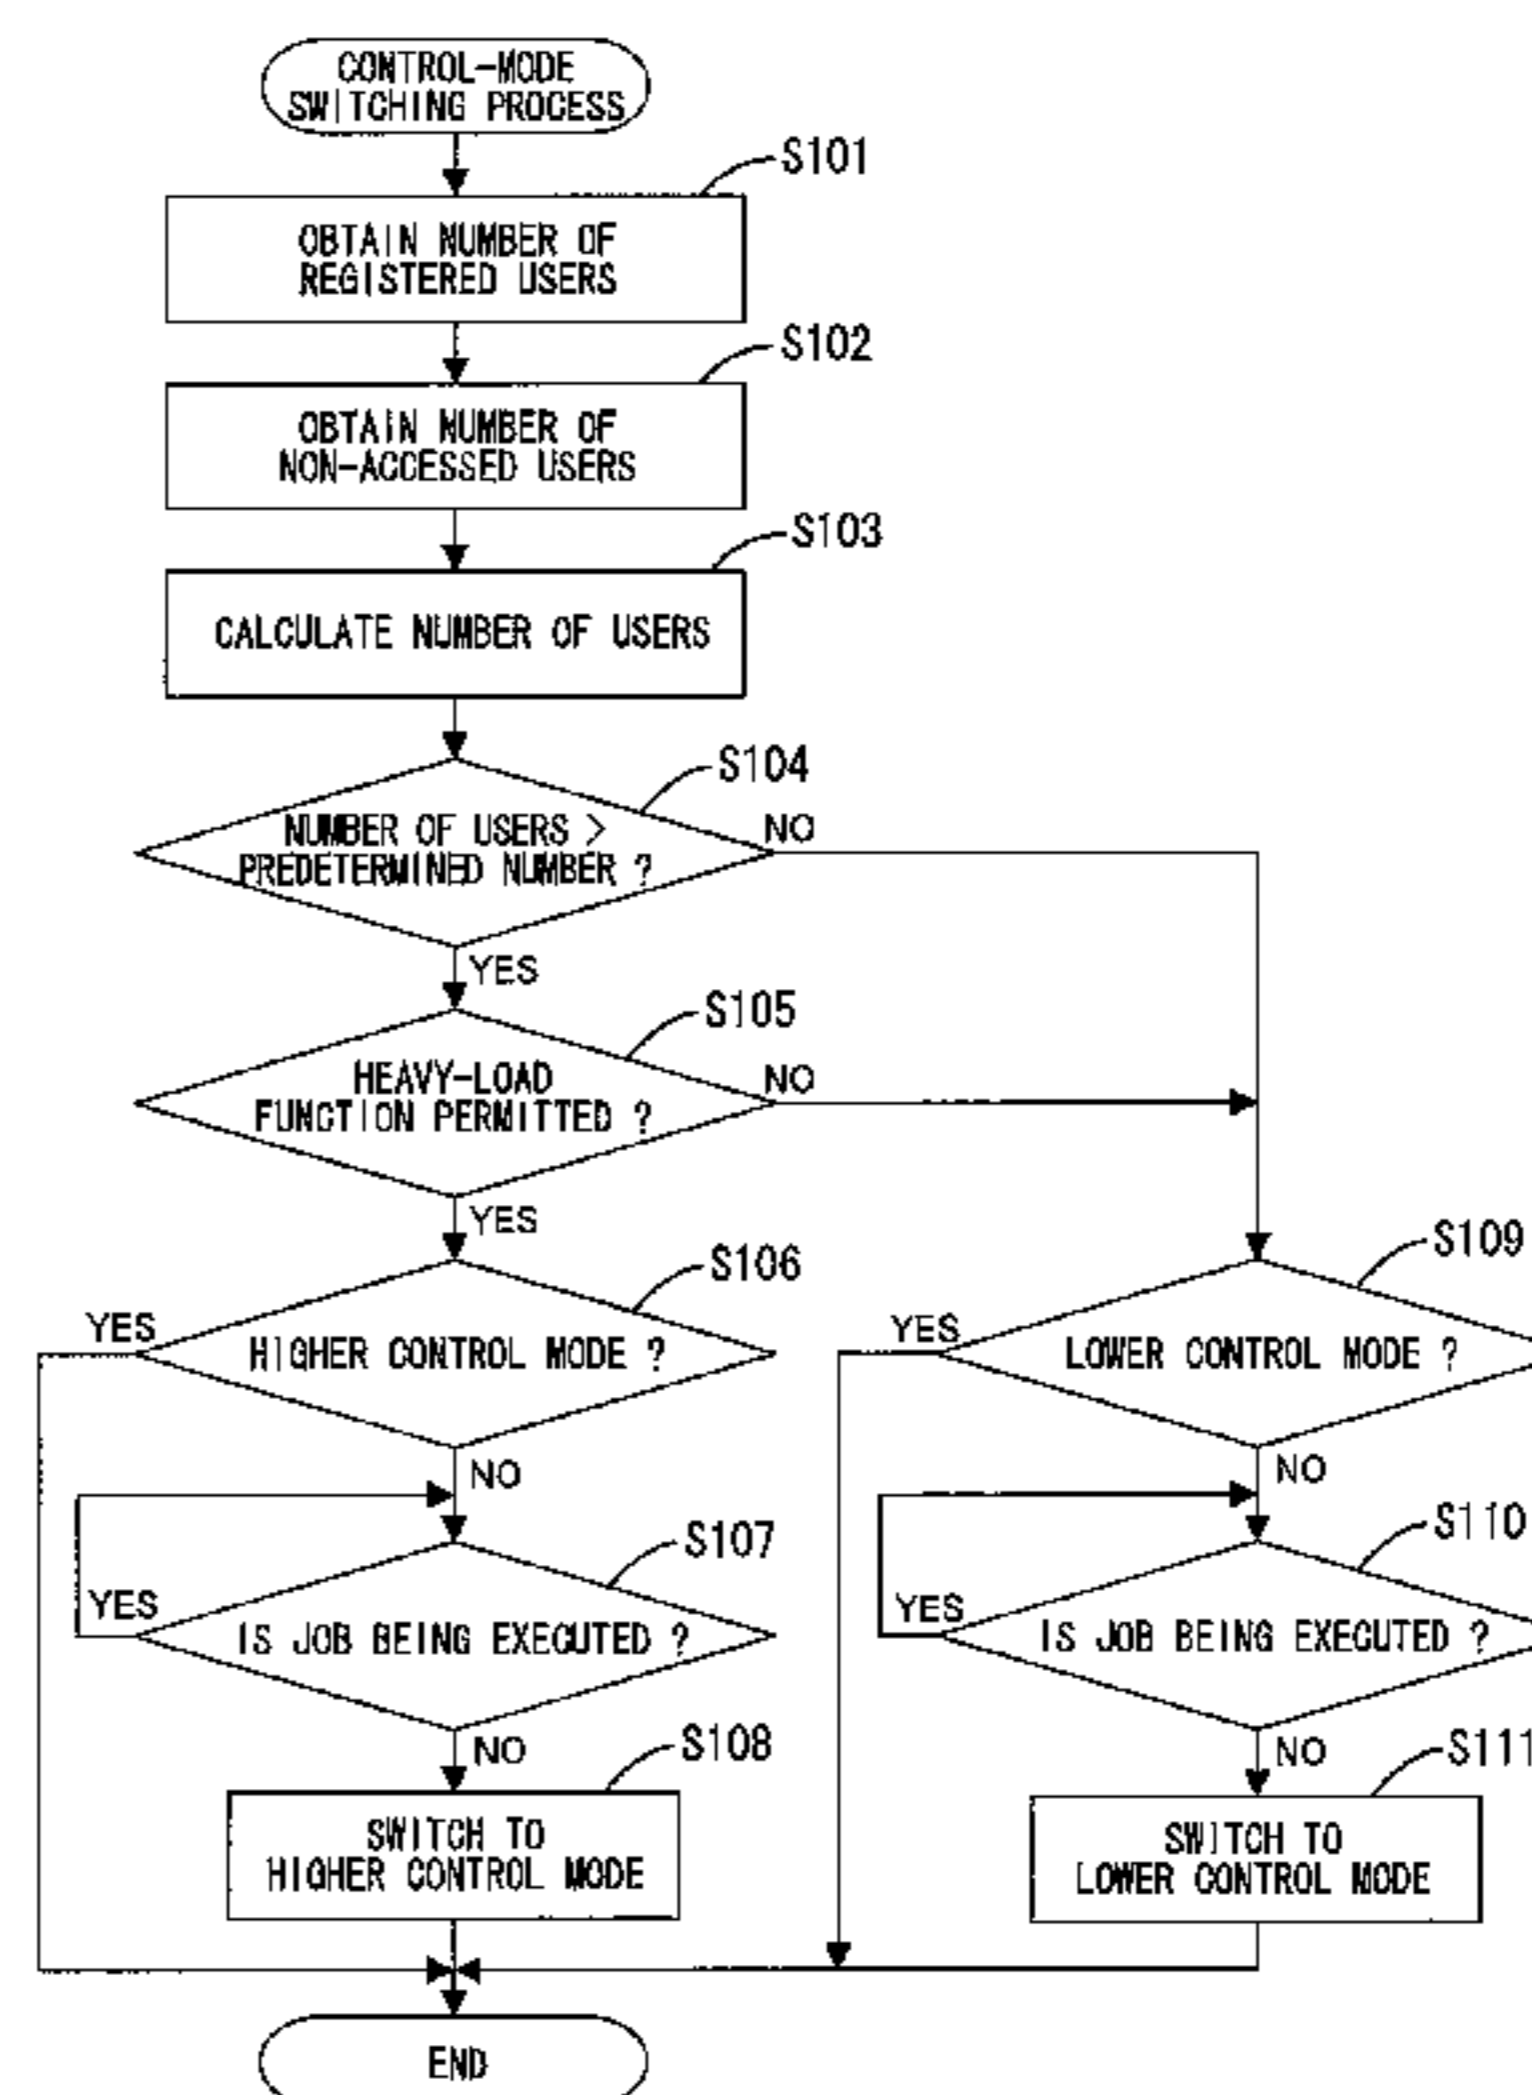 CONTROL-MODE
SWITCHING PROCESS
S101
OBTAIN NUMBER OF
REGISTERED USERS
S102
OBTAIN NUMBER OF
NON-ACCESSED USERS
S103
CALCULATE NUMBER OF USERS
S104
NUMBER OF USERS >
PREDETERMINED NUMBER ?
NO
YES
S105
HEAVY-LOAD
FUNCTION PERMITTED ?
NO
YES
S106
HIGHER CONTROL MODE ?
YES
NO
S107
IS JOB BEING EXECUTED ?
YES
NO
S108
SWITCH TO
HIGHER CONTROL MODE
S109
LOWER CONTROL MODE ?
YES
NO
S110
IS JOB BEING EXECUTED ?
YES
NO
S111
SWITCH TO
LOWER CONTROL MODE
END